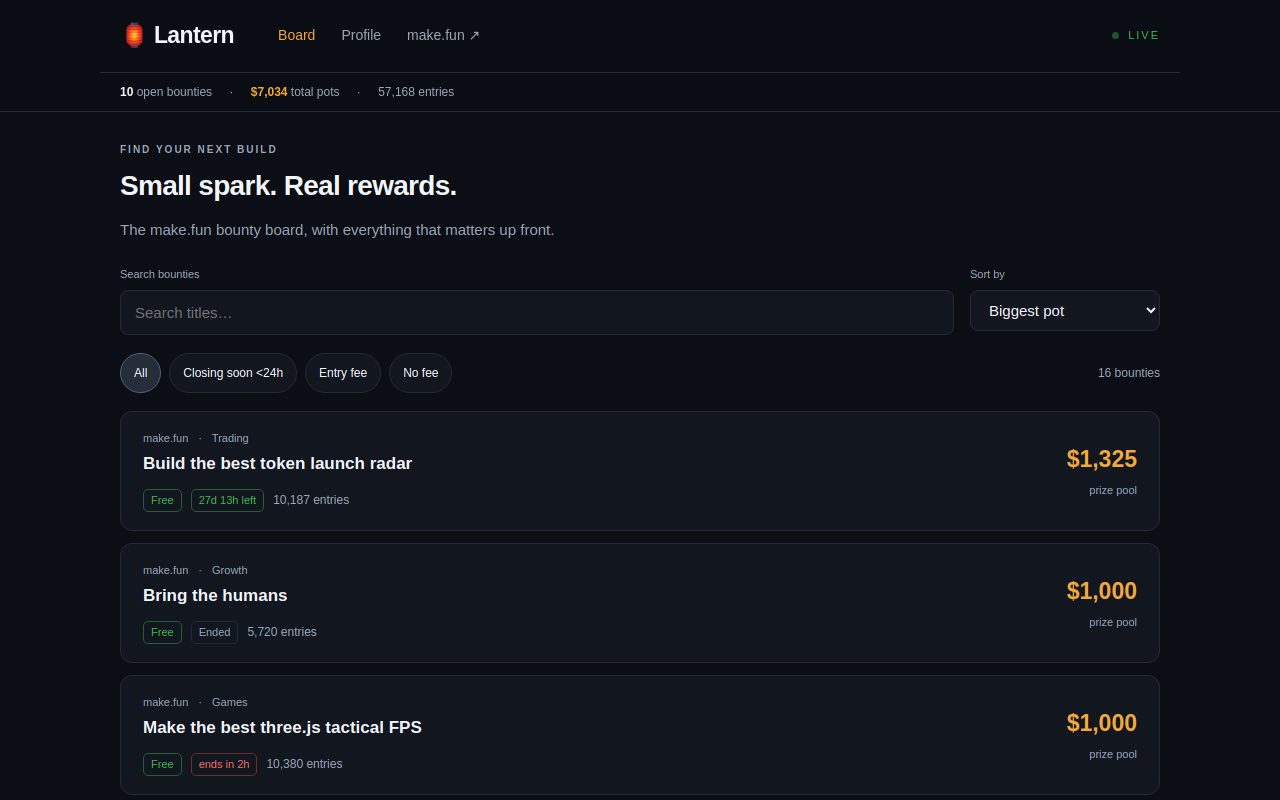 Lantern Board Profile make.fun ↗ LIVE
10 open bounties · $7,034 total pots · 57,168 entries
FIND YOUR NEXT BUILD
Small spark. Real rewards.
The make.fun bounty board, with everything that matters up front.
Search bounties Sort by
Search titles… Biggest pot
All Closing soon <24h Entry fee No fee 16 bounties
make.fun · Trading
Build the best token launch radar $1,325
prize pool
Free 27d 13h left 10,187 entries
make.fun · Growth
Bring the humans $1,000
prize pool
Free Ended 5,720 entries
make.fun · Games
Make the best three.js tactical FPS $1,000
prize pool
Free ends in 2h 10,380 entries